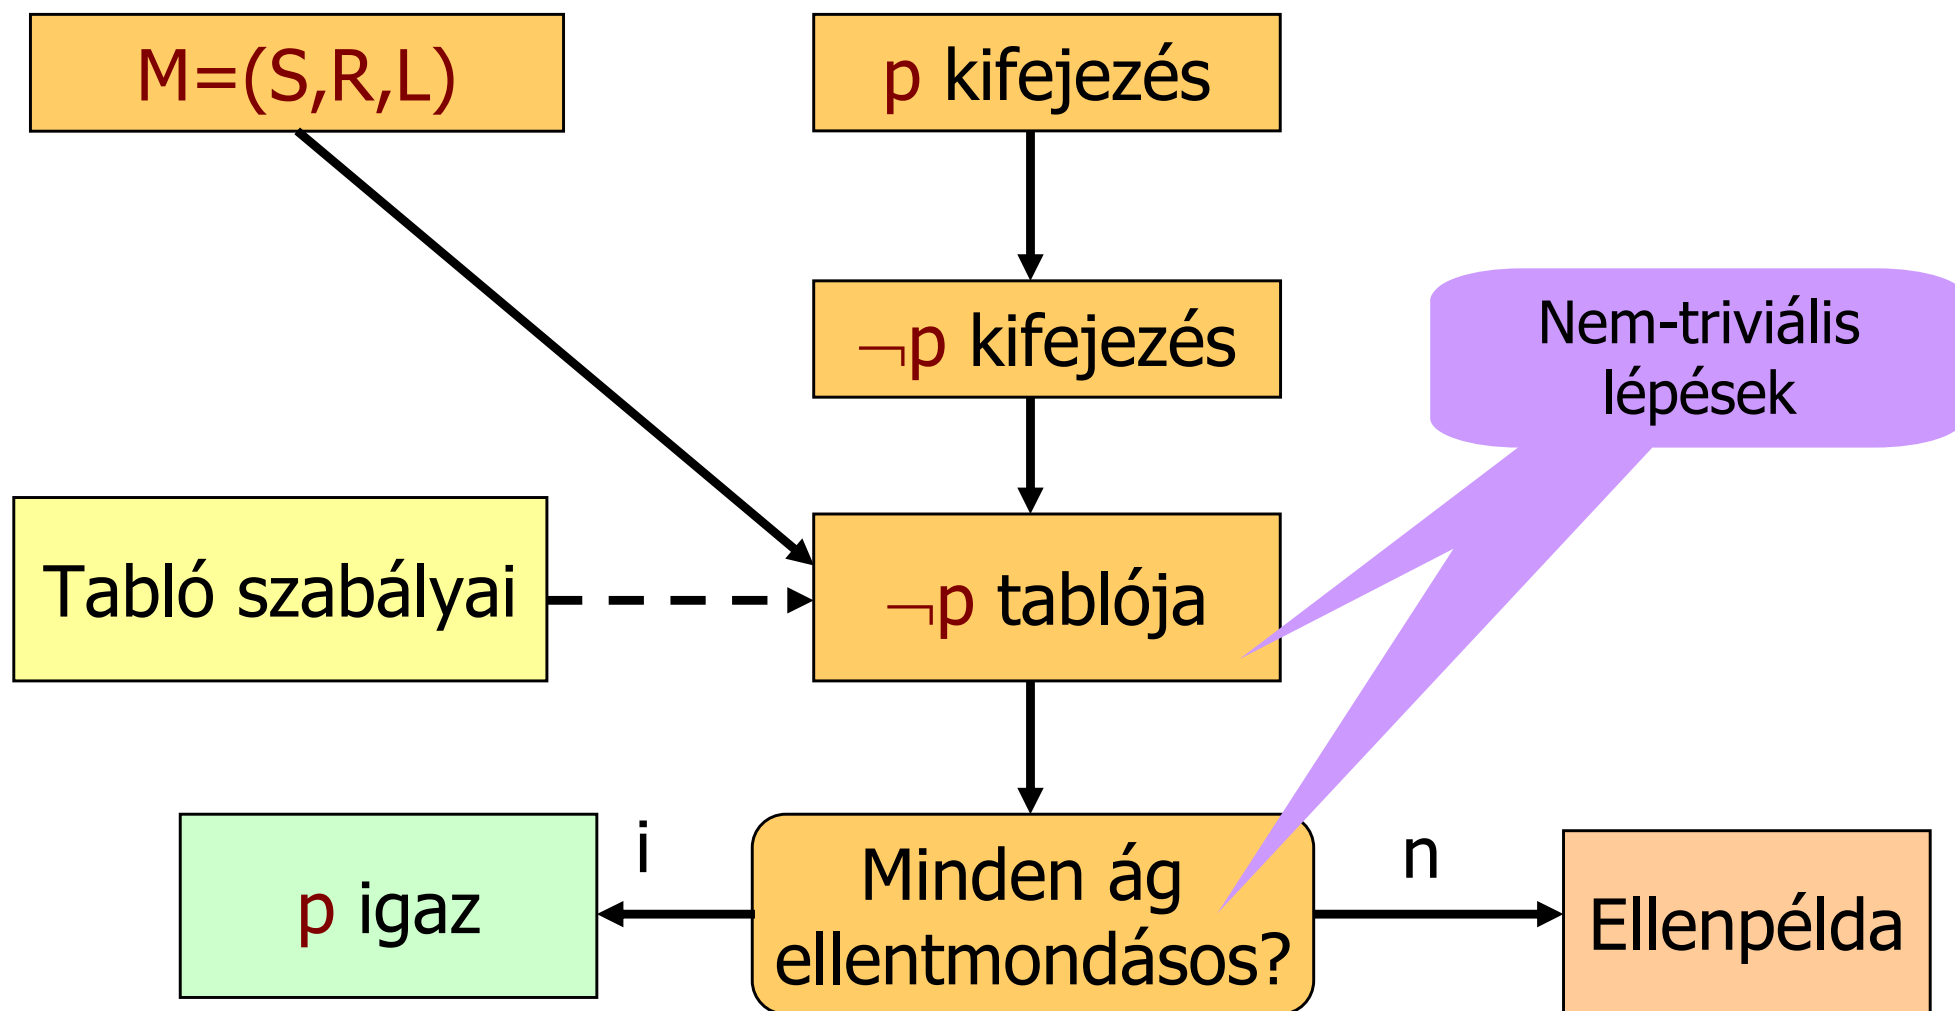 M=(S,R,L)
p kifejezés
¬p kifejezés
Nem-triviális
lépések
Tabló szabályai
¬p tablója
i
n
p igaz
Minden ág
ellentmondásos?
Ellenpélda